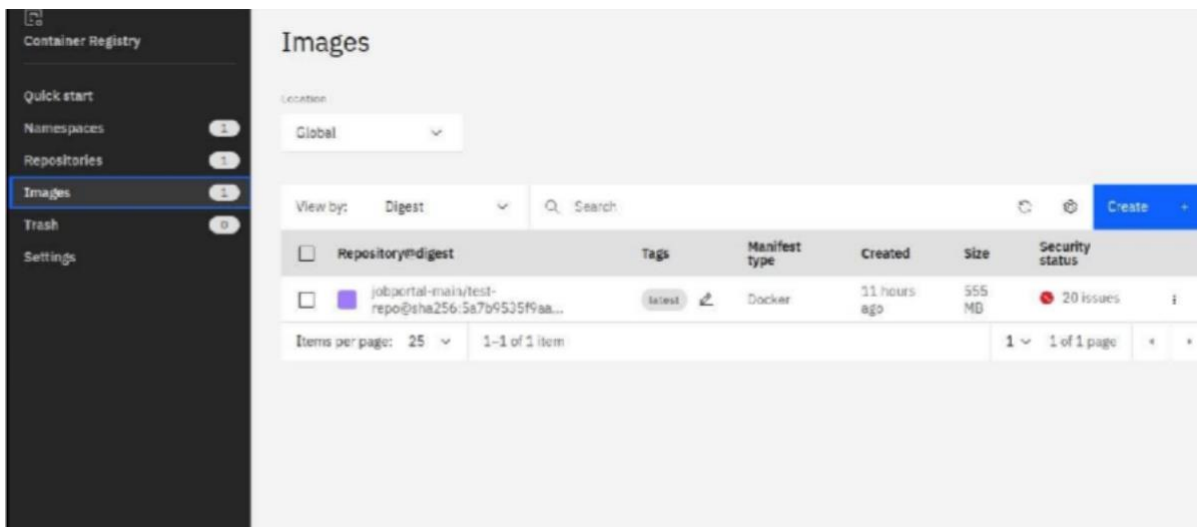 Container Registry
Quick start
Namespaces 1
Repositories 1
Images 1
Trash 0
Settings
Images
Location
Global
View by: Digest
Search
Create +
Repository@digest
Tags
Manifest
type
Created
Size
Security
status
jobportal-main/test-
repo@sha256:5a7b9535f9aa...
latest
Docker
11 hours
ago
555
MB
20 issues
Items per page: 25
1–1 of 1 item
1
1 of 1 page